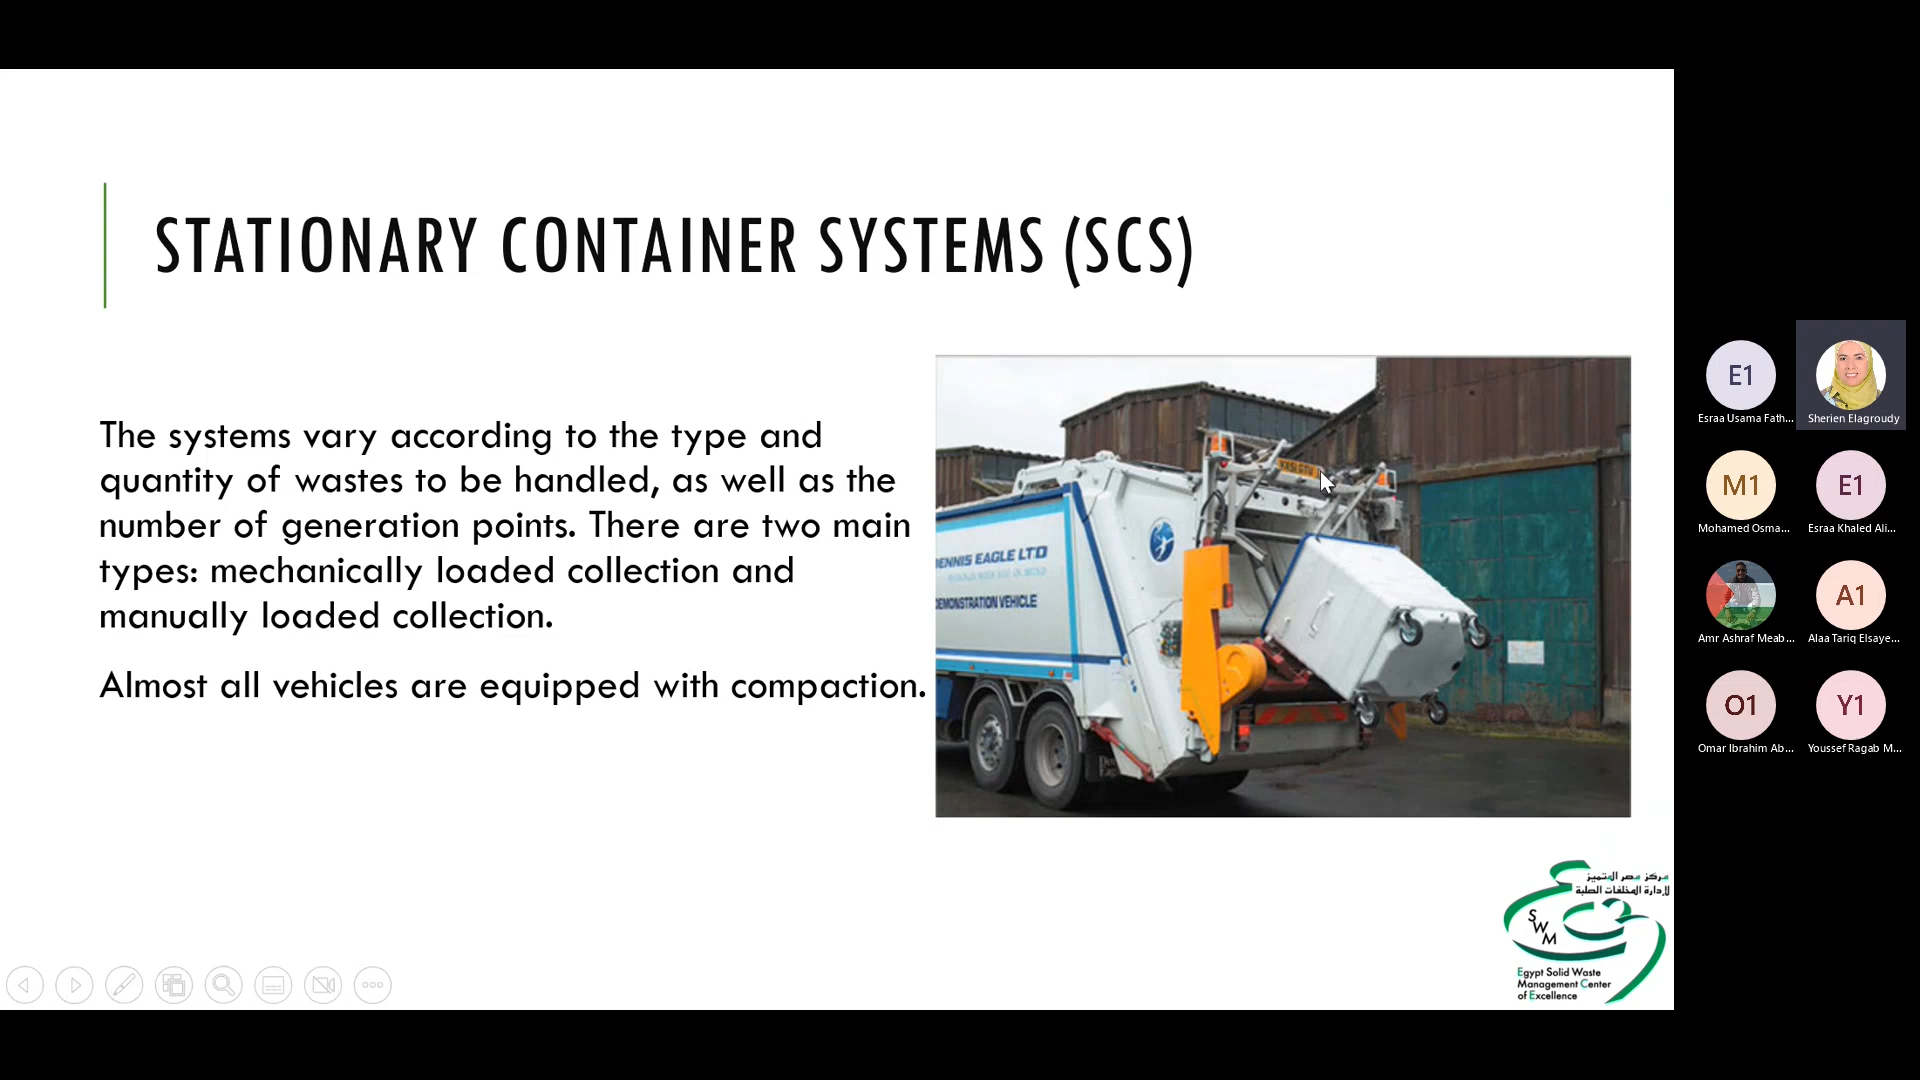 STATIONARY CONTAINER SYSTEMS (SCS)
The systems vary according to the type and
quantity of wastes to be handled, as well as the
number of generation points. There are two main
types: mechanically loaded collection and
manually loaded collection.
Almost all vehicles are equipped with compaction.
ENNIS EAGLE LTD
DEMONSTRATION VEHICLE
مركز مصر المتميز
لإدارة المخلفات الصلبة
SWM
Egypt Solid Waste
Management Center
of Excellence
E1
Esraa Usama Fath...
Sherien Elagroudy
M1
Mohamed Osma...
E1
Esraa Khaled Ali...
Amr Ashraf Meab...
A1
Alaa Tariq Elsaye...
O1
Omar Ibrahim Ab...
Y1
Youssef Ragab M...